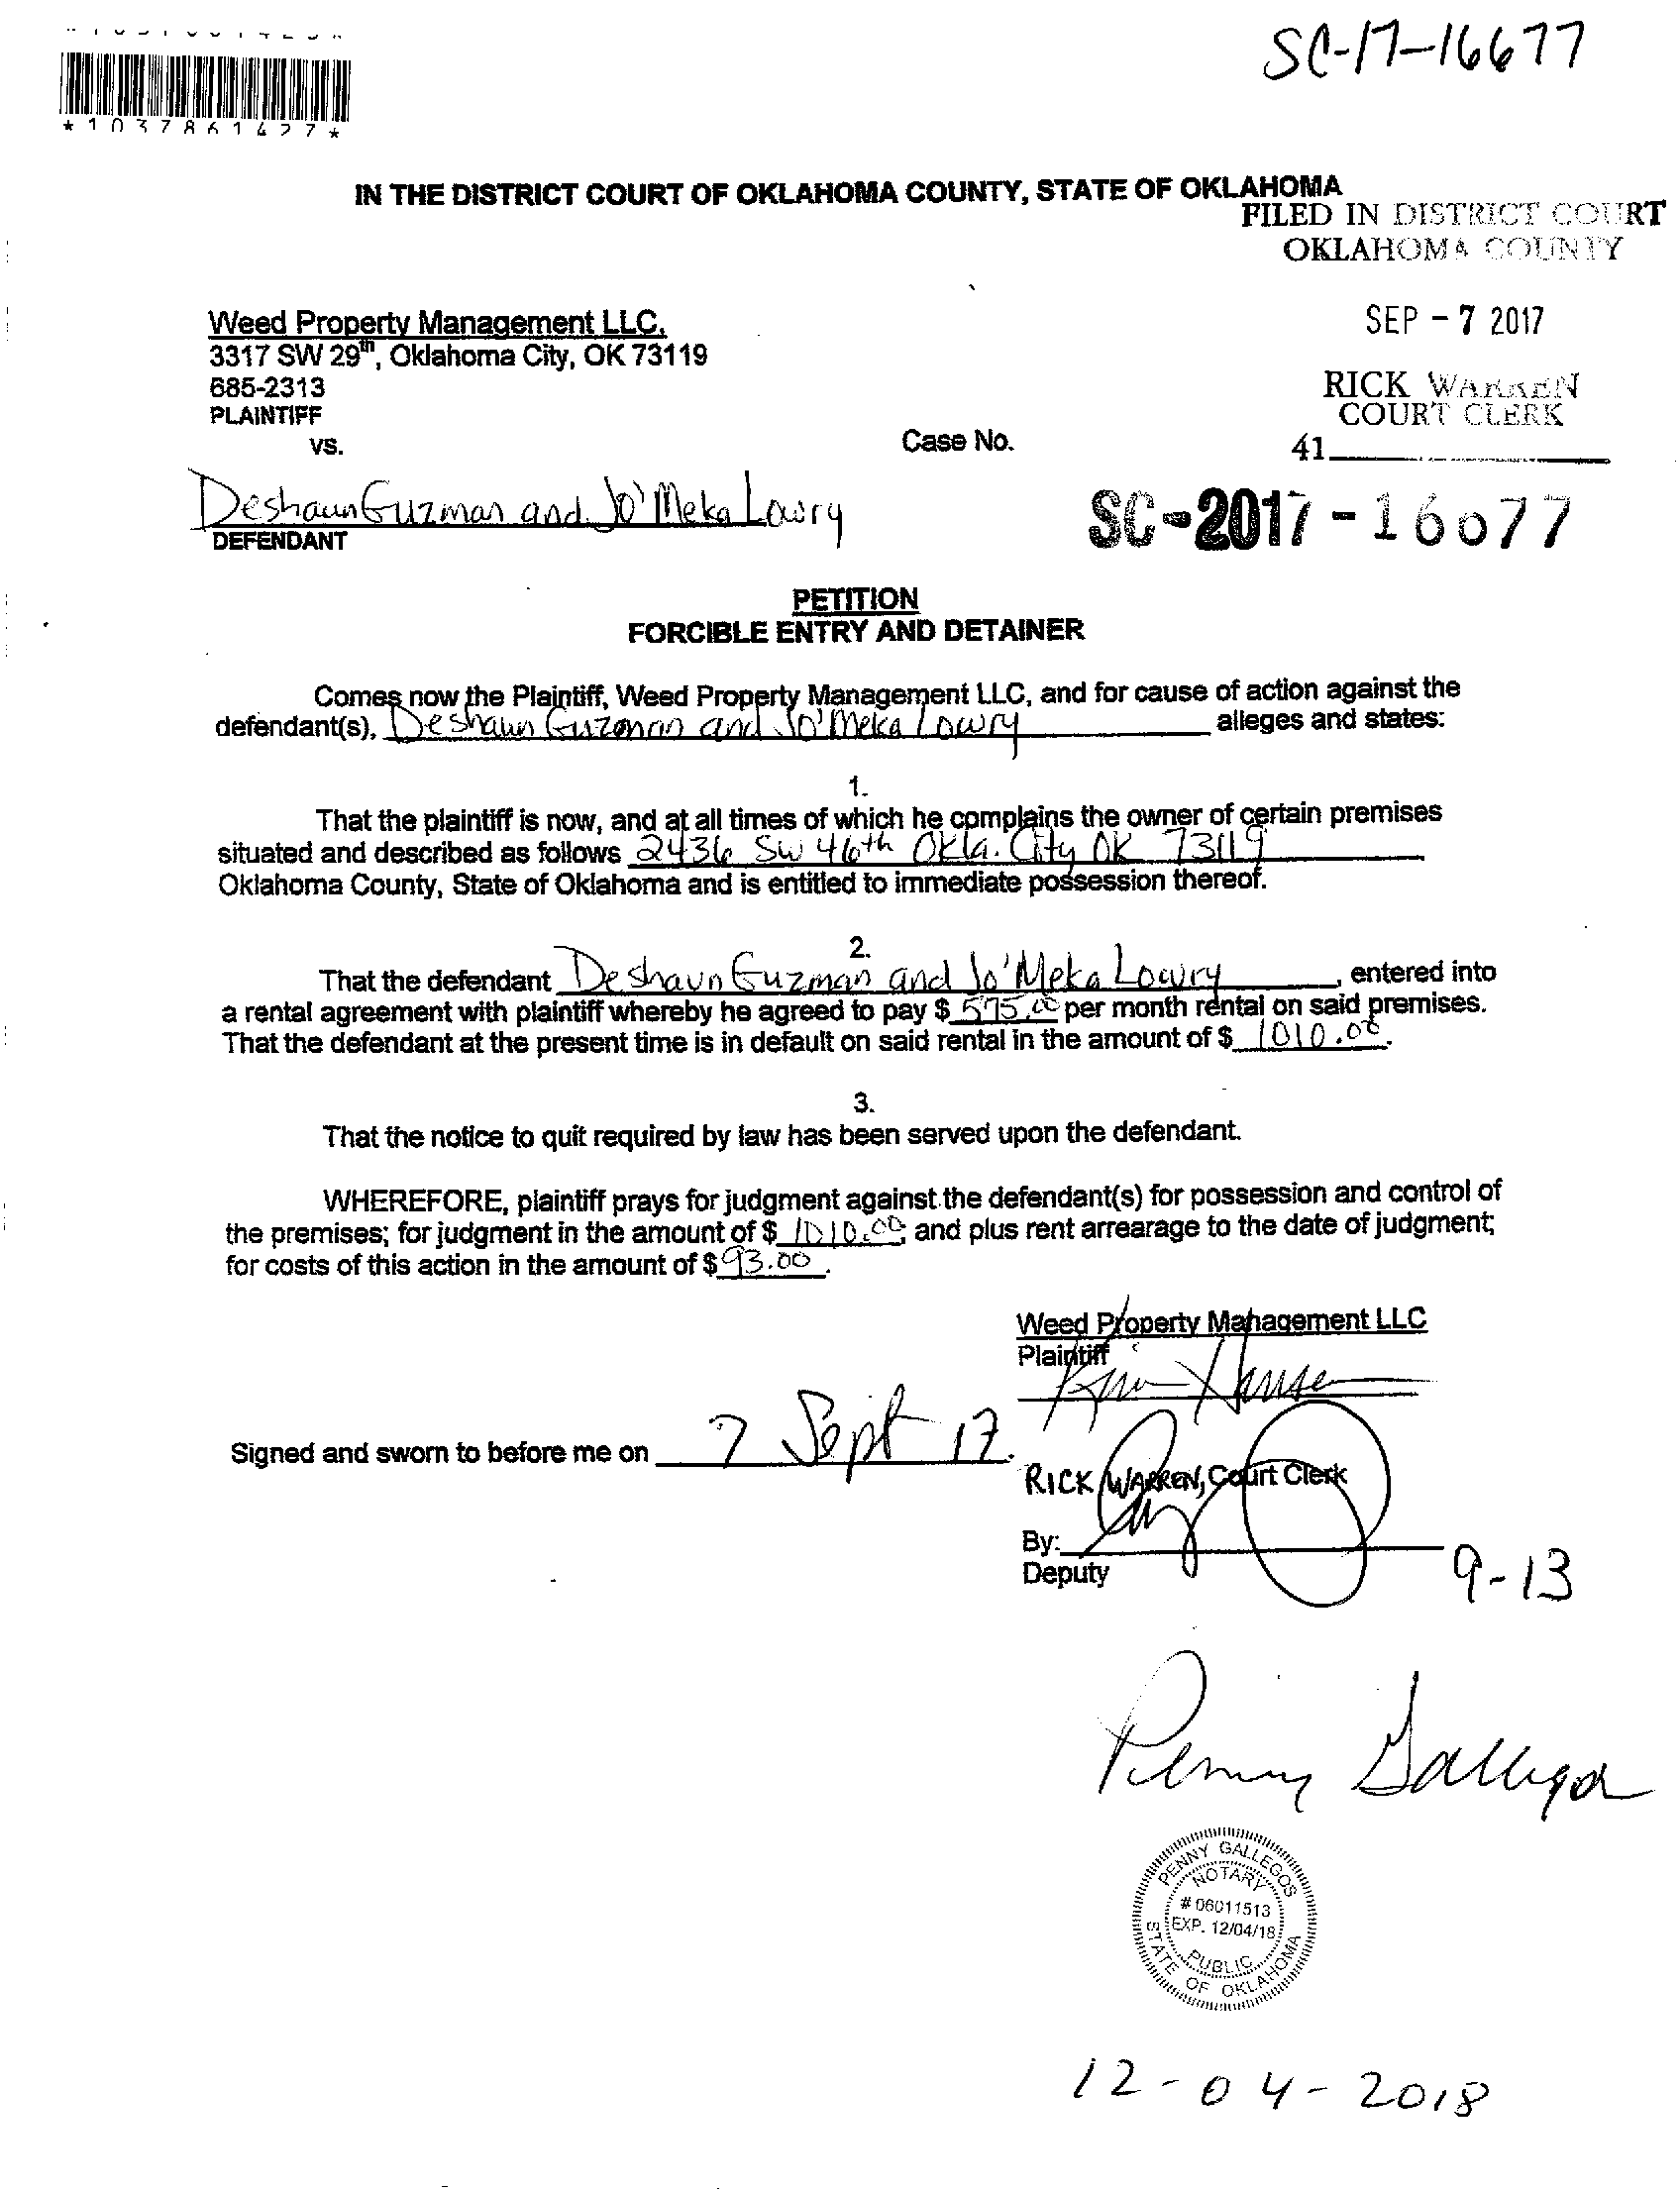 SC-17-16677
*1037861427*
IN THE DISTRICT COURT OF OKLAHOMA COUNTY, STATE OF OKLAHOMA
FILED IN DISTRICT COURT
OKLAHOMA COUNTY
SEP - 7 2017
RICK WARREN
COURT CLERK
41
Weed Property Management LLC,
3317 SW 29th, Oklahoma City, OK 73119
685-2313
PLAINTIFF
VS.
Case No.
Deshaun Guzman and Jo'Meka Lowry
DEFENDANT
SC-2017-16677
PETITION
FORCIBLE ENTRY AND DETAINER
Comes now the Plaintiff, Weed Property Management LLC, and for cause of action against the
defendant(s), Deshaun Guzman and Jo'Meka Lowry alleges and states:
1.
That the plaintiff is now, and at all times of which he complains the owner of certain premises
situated and described as follows 2436 SW 46th Okla. City OK 73119
Oklahoma County, State of Oklahoma and is entitled to immediate possession thereof.
2.
That the defendant Deshaun Guzman and Jo'Meka Lowry, entered into
a rental agreement with plaintiff whereby he agreed to pay $ 575.00 per month rental on said premises.
That the defendant at the present time is in default on said rental in the amount of $ 1010.00.
3.
That the notice to quit required by law has been served upon the defendant.
WHEREFORE, plaintiff prays for judgment against the defendant(s) for possession and control of
the premises; for judgment in the amount of $ 1010.00; and plus rent arrearage to the date of judgment;
for costs of this action in the amount of $ 93.00.
Weed Property Management LLC
Plaintiff
Signed and sworn to before me on 7 Sept 17.
RICK WARREN, Court Clerk
By:
Deputy
9-13
Penny Gallegos
PENNY GALLEGOS
NOTARY
# 06011513
EXP. 12/04/18
PUBLIC
STATE OF OKLAHOMA
12-04-2018